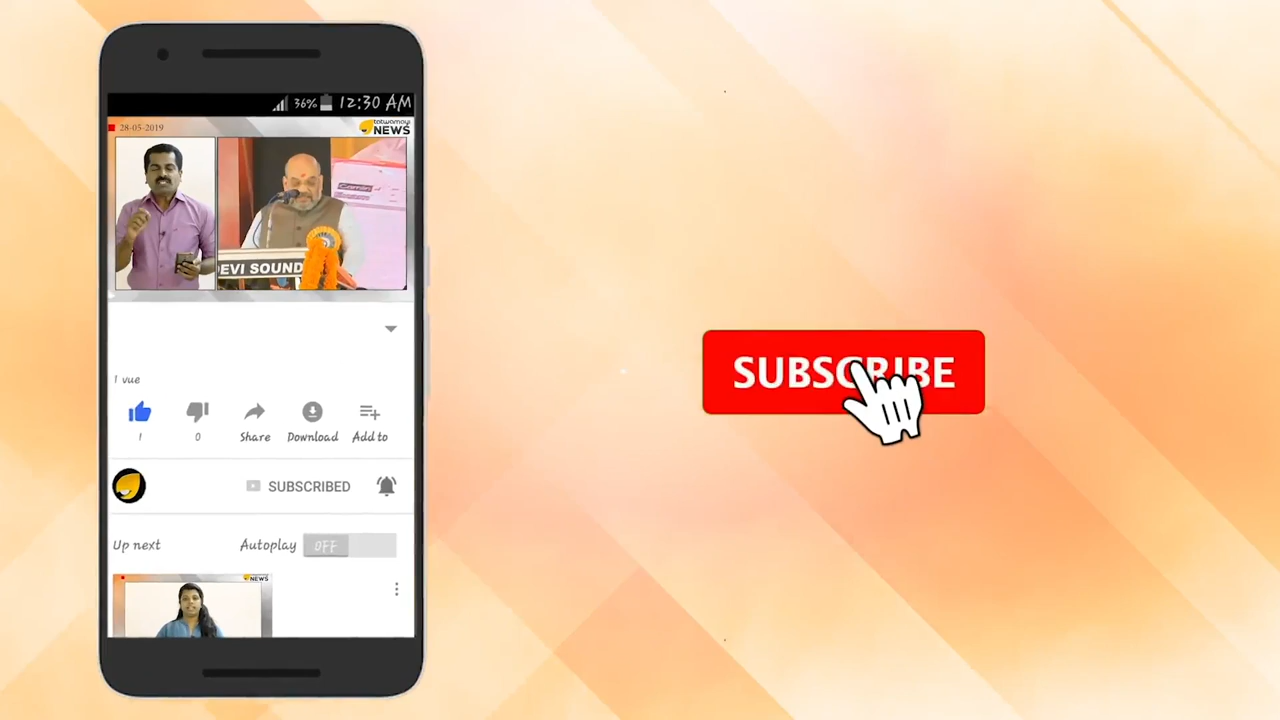 36% 12:30 AM
28-05-2019
tatwamayi
NEWS
DEVI SOUND
1 vue
1
0
Share
Download
Add to
SUBSCRIBED
Up next
Autoplay
OFF
NEWS
SUBSCRIBE